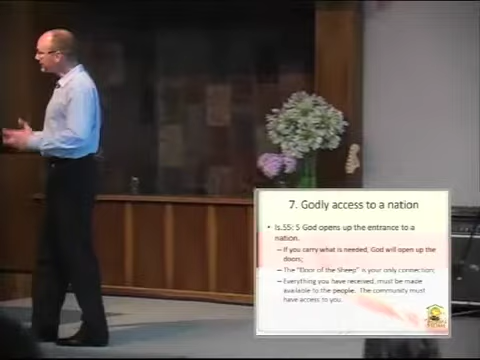 7. Godly access to a nation
• Is.55: 5 God opens up the entrance to a
nation.
– If you carry what is needed, God will open up the
doors;
– The "Door of the Sheep" is your only connection;
– Everything you have received, must be made
available to the people. The community must
have access to you.